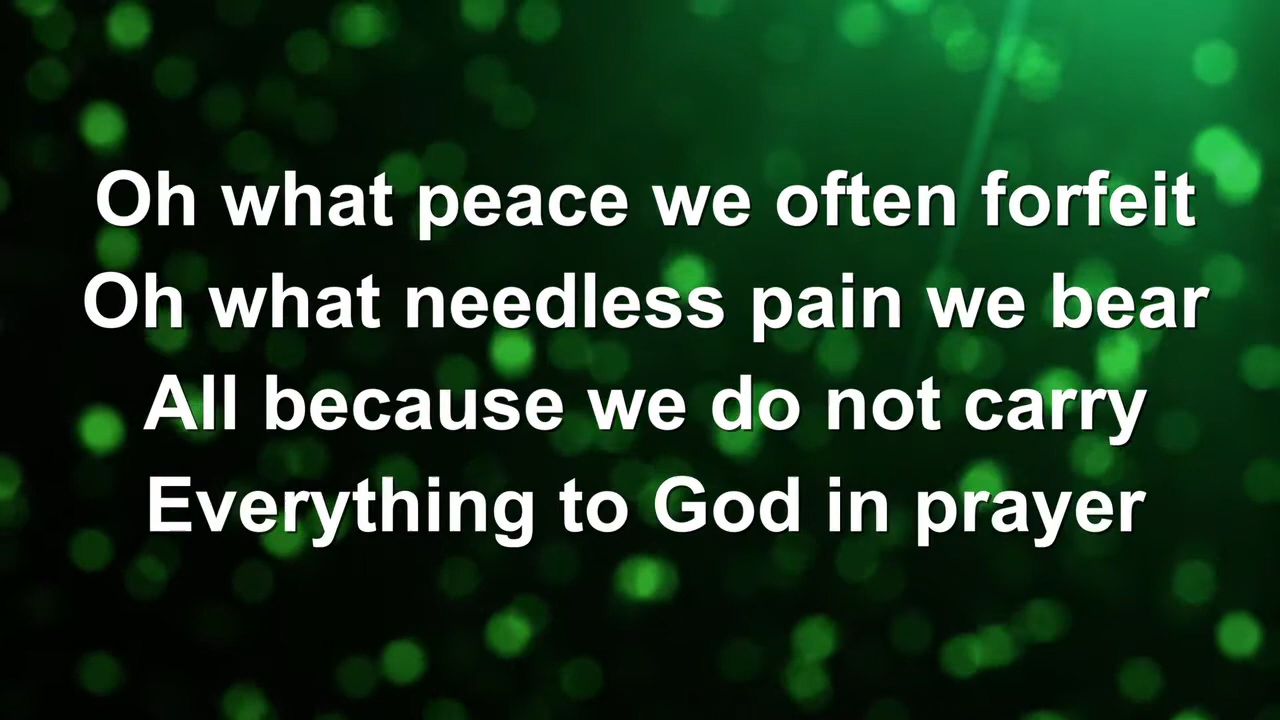 Oh what peace we often forfeit
Oh what needless pain we bear
All because we do not carry
Everything to God in prayer